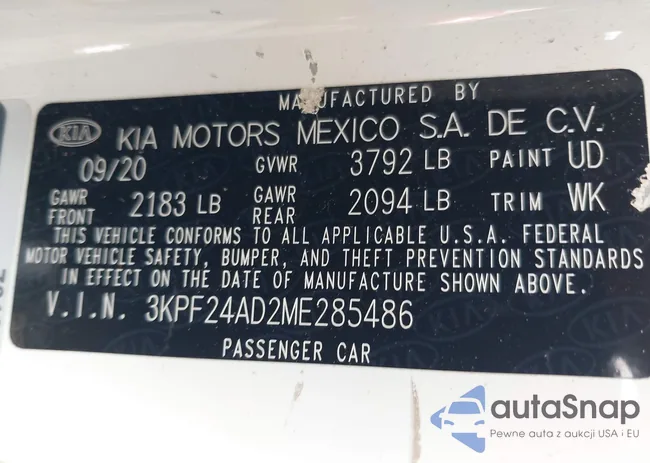 MANUFACTURED BY
KIA KIA MOTORS MEXICO S.A. DE C.V.
09/20 GVWR 3792 LB PAINT UD
GAWR FRONT 2183 LB GAWR REAR 2094 LB TRIM WK
THIS VEHICLE CONFORMS TO ALL APPLICABLE U.S.A. FEDERAL
MOTOR VEHICLE SAFETY, BUMPER, AND THEFT PREVENTION STANDARDS
IN EFFECT ON THE DATE OF MANUFACTURE SHOWN ABOVE.
V.I.N. 3KPF24AD2ME285486
PASSENGER CAR
autaSnap
Pewne auta z aukcji USA i EU